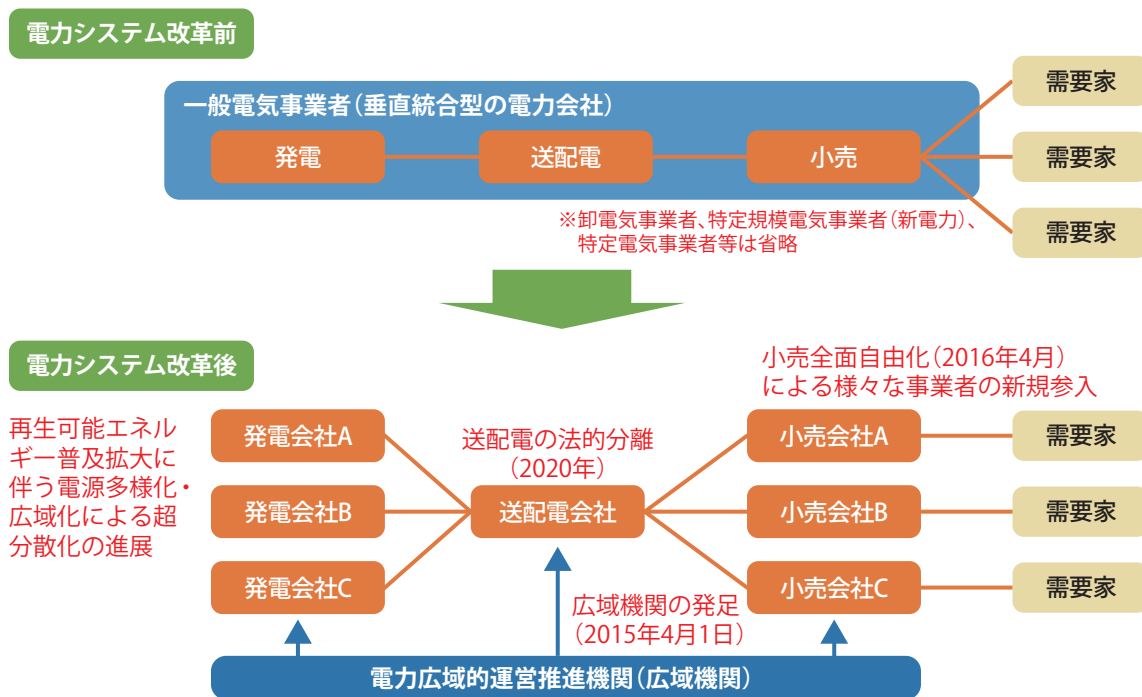 電力システム改革前
一般電気事業者（垂直統合型の電力会社）
発電
送配電
小売
需要家
需要家
需要家
※卸電気事業者、特定規模電気事業者（新電力）、
特定電気事業者等は省略
電力システム改革後
小売全面自由化（2016年4月）
による様々な事業者の新規参入
再生可能エネル
ギー普及拡大に
伴う電源多様化・
広域化による超
分散化の進展
発電会社A
発電会社B
発電会社C
送配電の法的分離
（2020年）
送配電会社
小売会社A
小売会社B
小売会社C
需要家
需要家
需要家
広域機関の発足
（2015年4月1日）
電力広域的運営推進機関（広域機関）